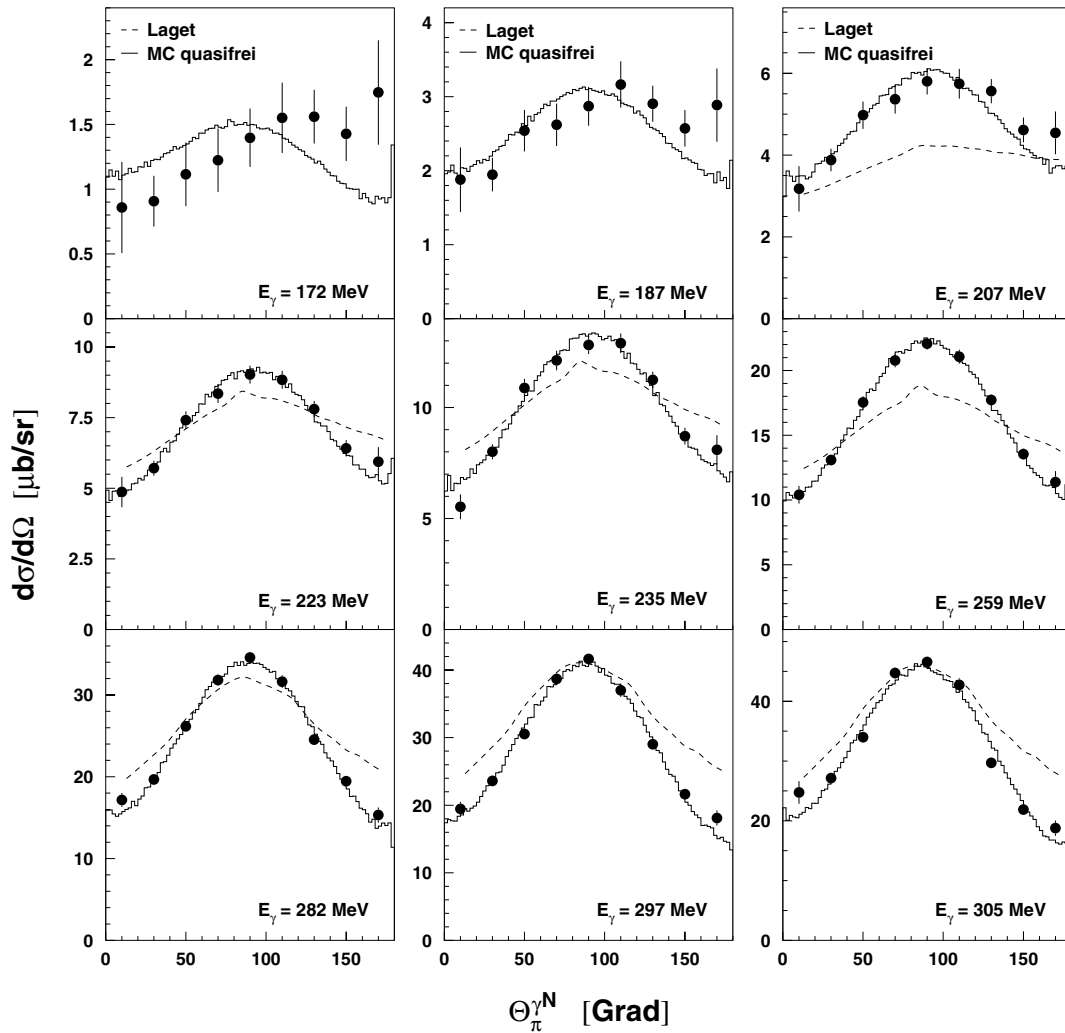 Laget
MC quasifrei
Laget
MC quasifrei
Laget
MC quasifrei
2
1.5
1
0.5
0
E_γ = 172 MeV
4
3
2
1
0
E_γ = 187 MeV
6
4
2
0
E_γ = 207 MeV
10
7.5
5
2.5
0
E_γ = 223 MeV
10
5
0
E_γ = 235 MeV
20
15
10
5
0
E_γ = 259 MeV
30
20
10
0
E_γ = 282 MeV
40
30
20
10
0
E_γ = 297 MeV
40
20
0
E_γ = 305 MeV
0 50 100 150
0 50 100 150
0 50 100 150
dσ/dΩ [μb/sr]
Θ_π^γN [Grad]